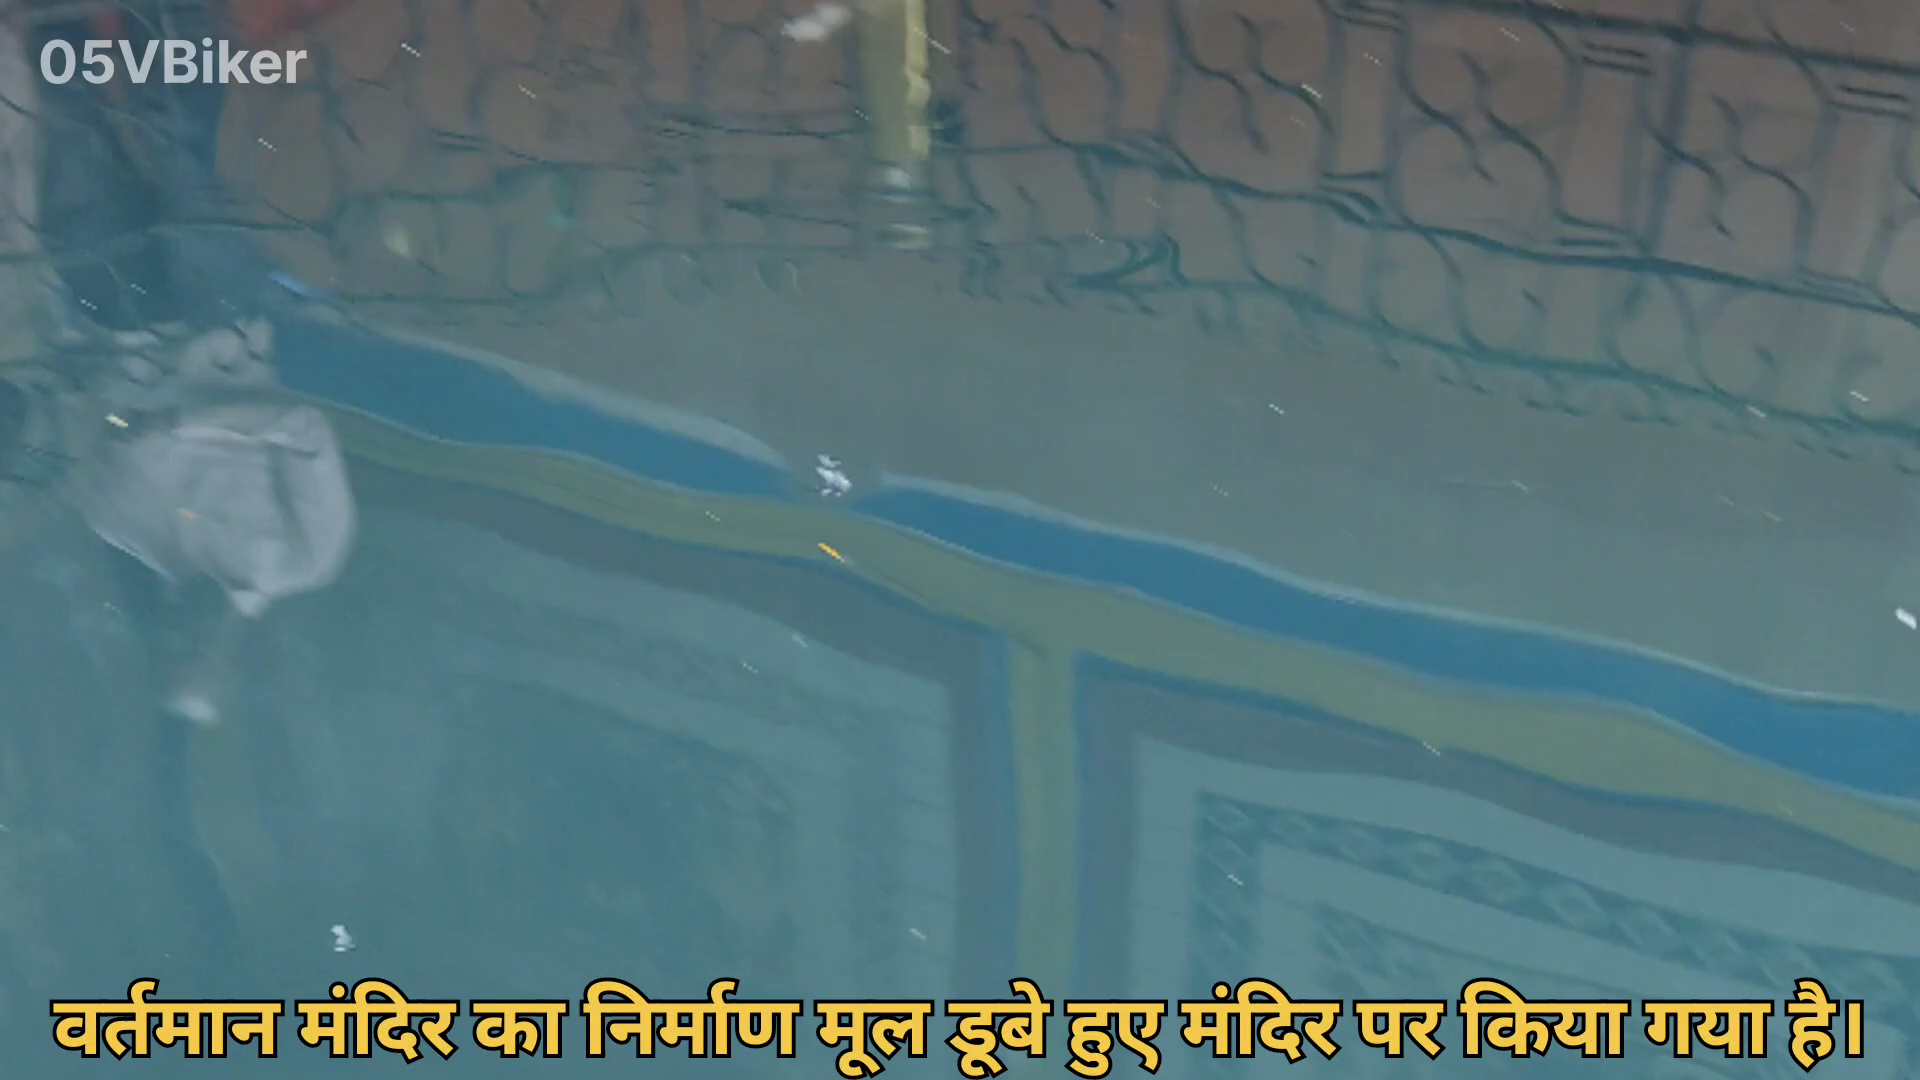 05VBiker
वर्तमान मंदिर का निर्माण मूल डूबे हुए मंदिर पर किया गया है।